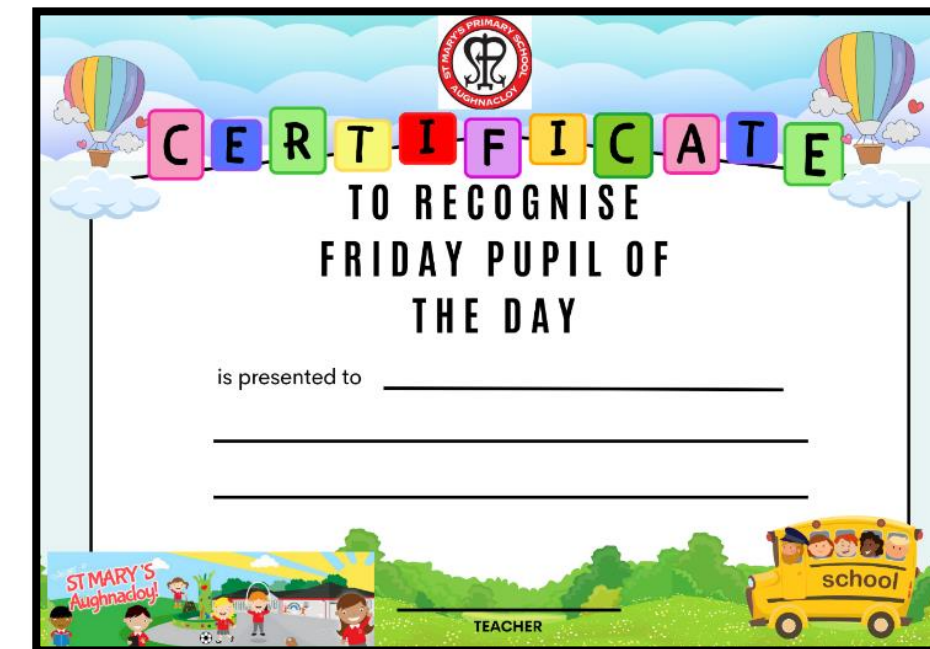 ST MARY'S PRIMARY SCHOOL
AUGHNACLOY
CERTIFICATE
TO RECOGNISE
FRIDAY PUPIL OF
THE DAY
is presented to
ST MARY'S
Aughnacloy!
school
TEACHER